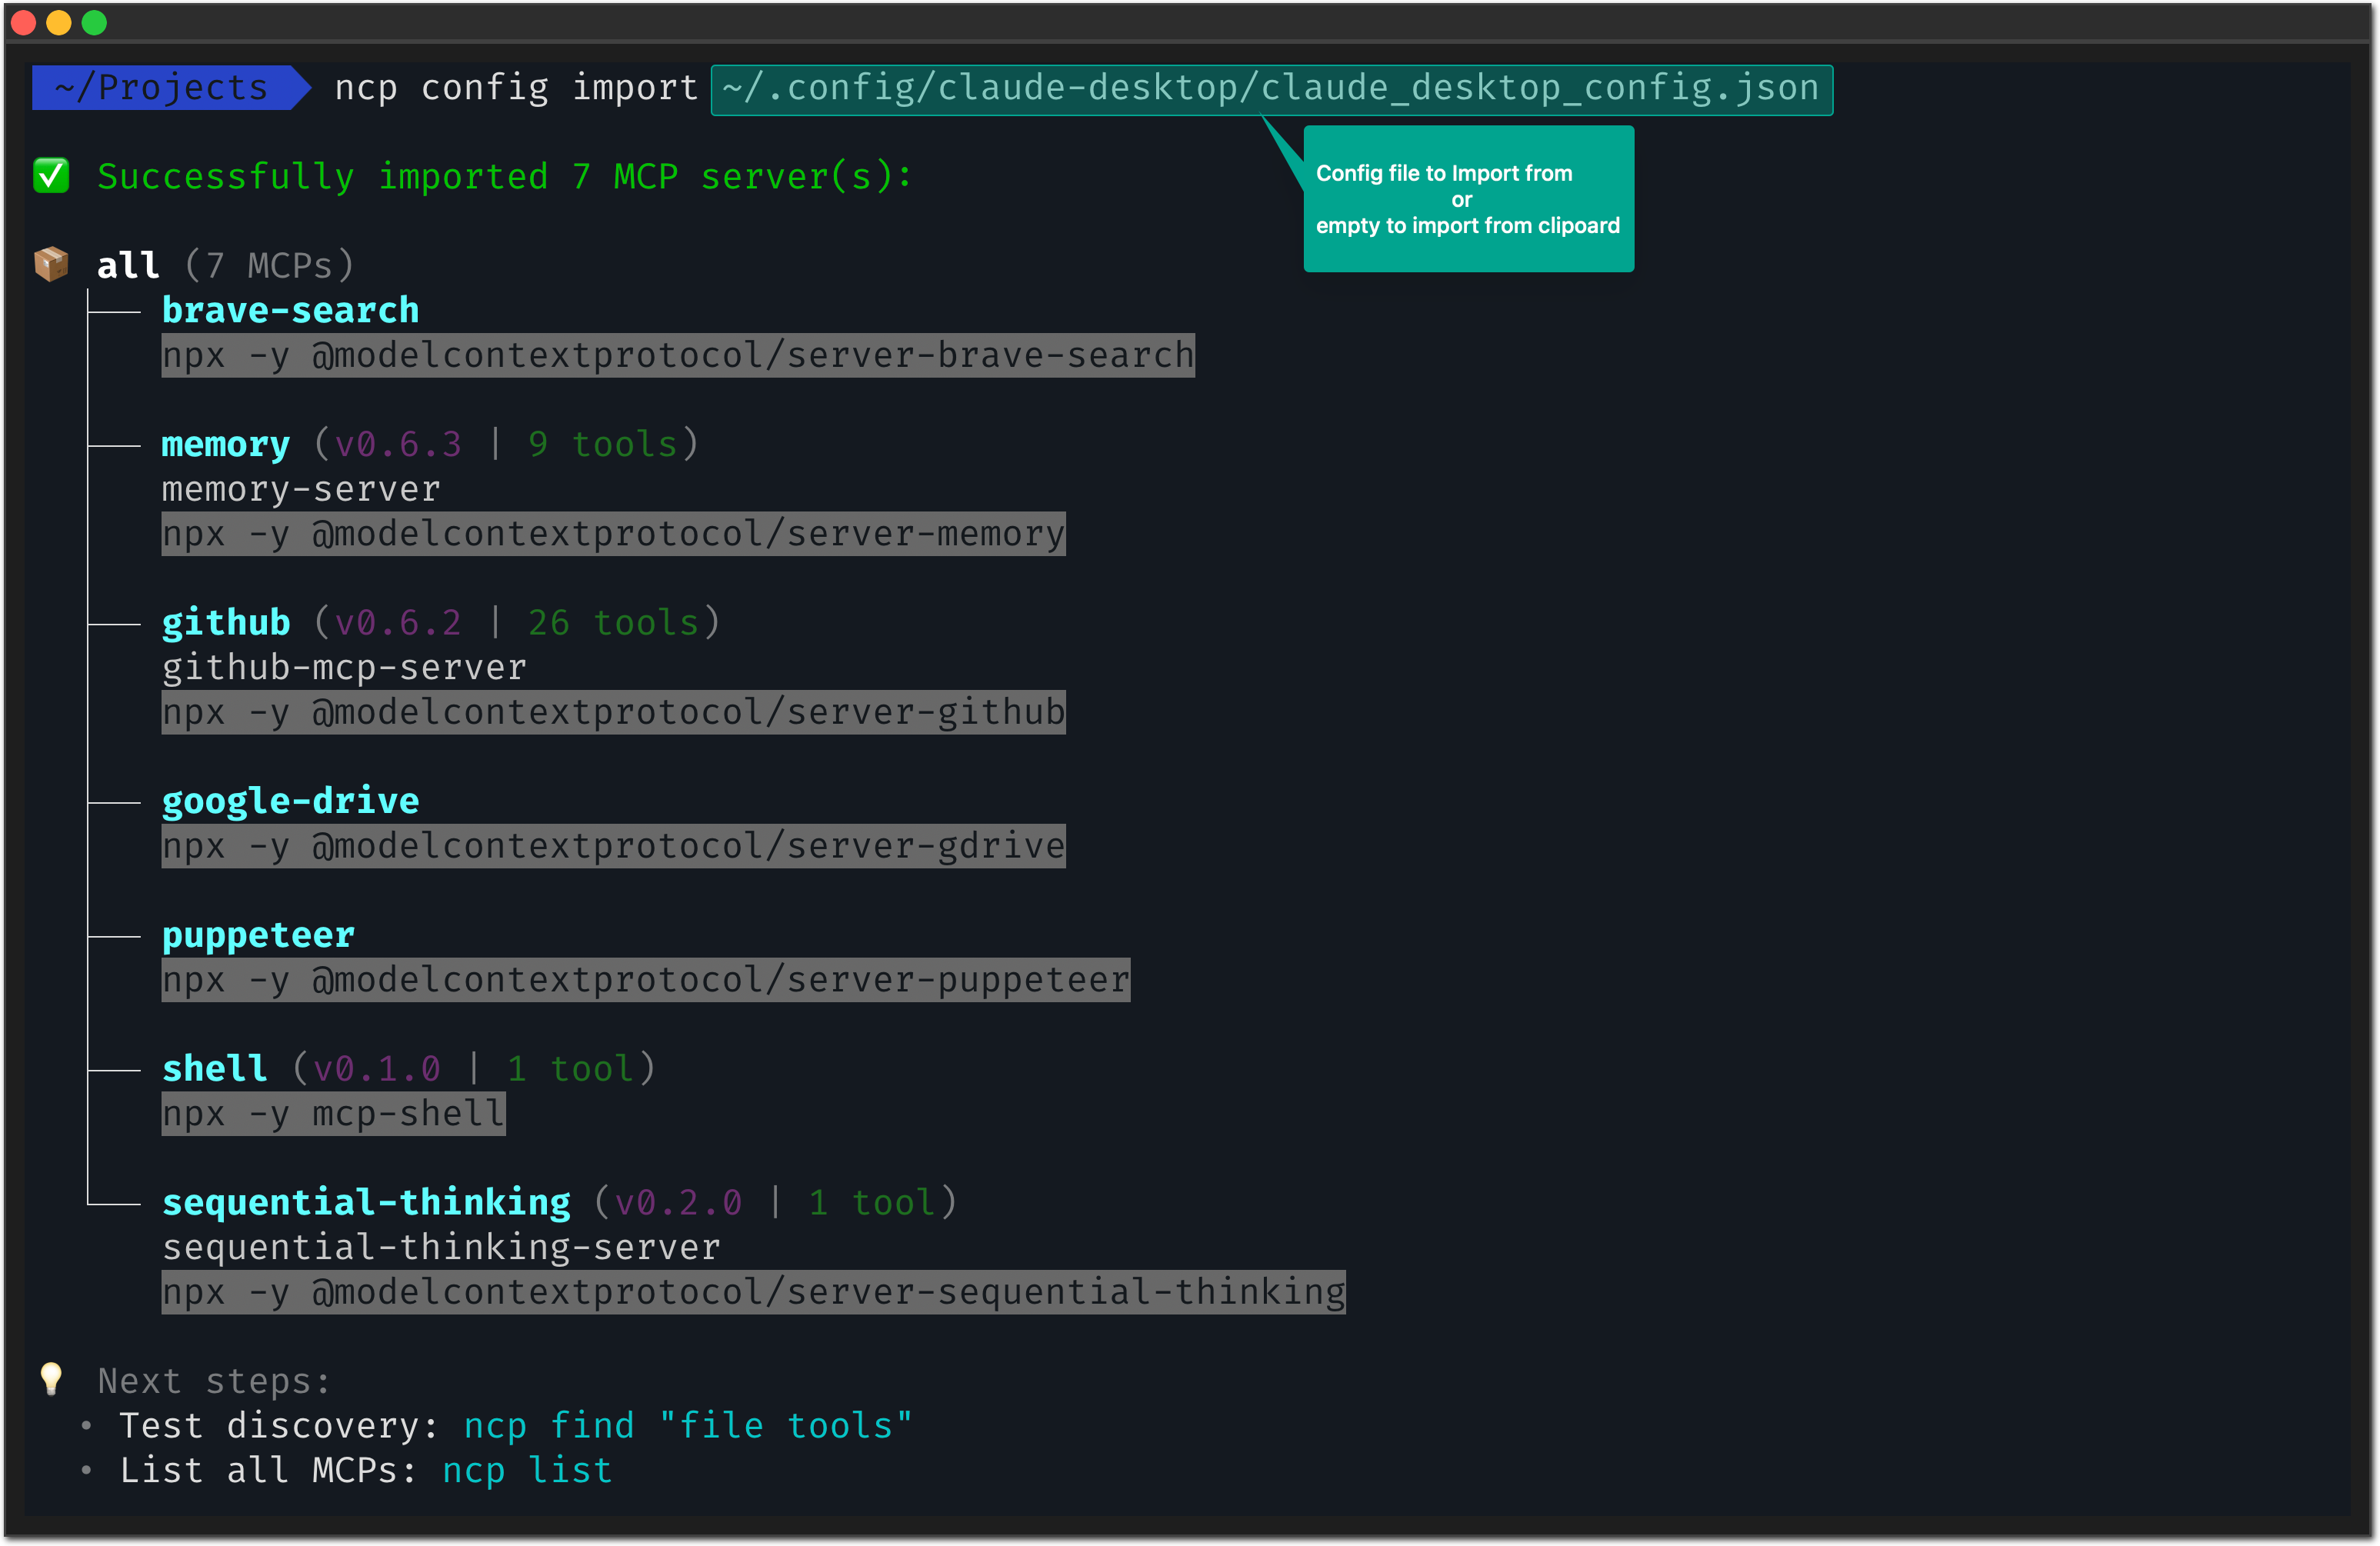 ~/Projects ncp config import ~/.config/claude-desktop/claude_desktop_config.json
Config file to Import from
or
empty to import from clipoard
Successfully imported 7 MCP server(s):
all (7 MCPs)
brave-search
npx -y @modelcontextprotocol/server-brave-search
memory (v0.6.3 | 9 tools)
memory-server
npx -y @modelcontextprotocol/server-memory
github (v0.6.2 | 26 tools)
github-mcp-server
npx -y @modelcontextprotocol/server-github
google-drive
npx -y @modelcontextprotocol/server-gdrive
puppeteer
npx -y @modelcontextprotocol/server-puppeteer
shell (v0.1.0 | 1 tool)
npx -y mcp-shell
sequential-thinking (v0.2.0 | 1 tool)
sequential-thinking-server
npx -y @modelcontextprotocol/server-sequential-thinking
Next steps:
• Test discovery: ncp find "file tools"
• List all MCPs: ncp list